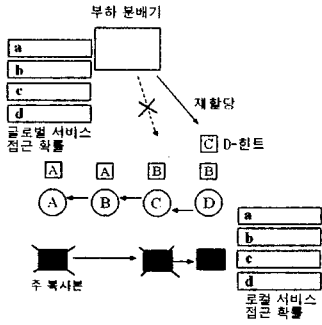 부하 분배기
a
b
c
d
글로벌 서비스
접근 확률
재할당
C D-힌트
A A B B
A B C D
주 복사본
a
b
c
d
로컬 서비스
접근 확률